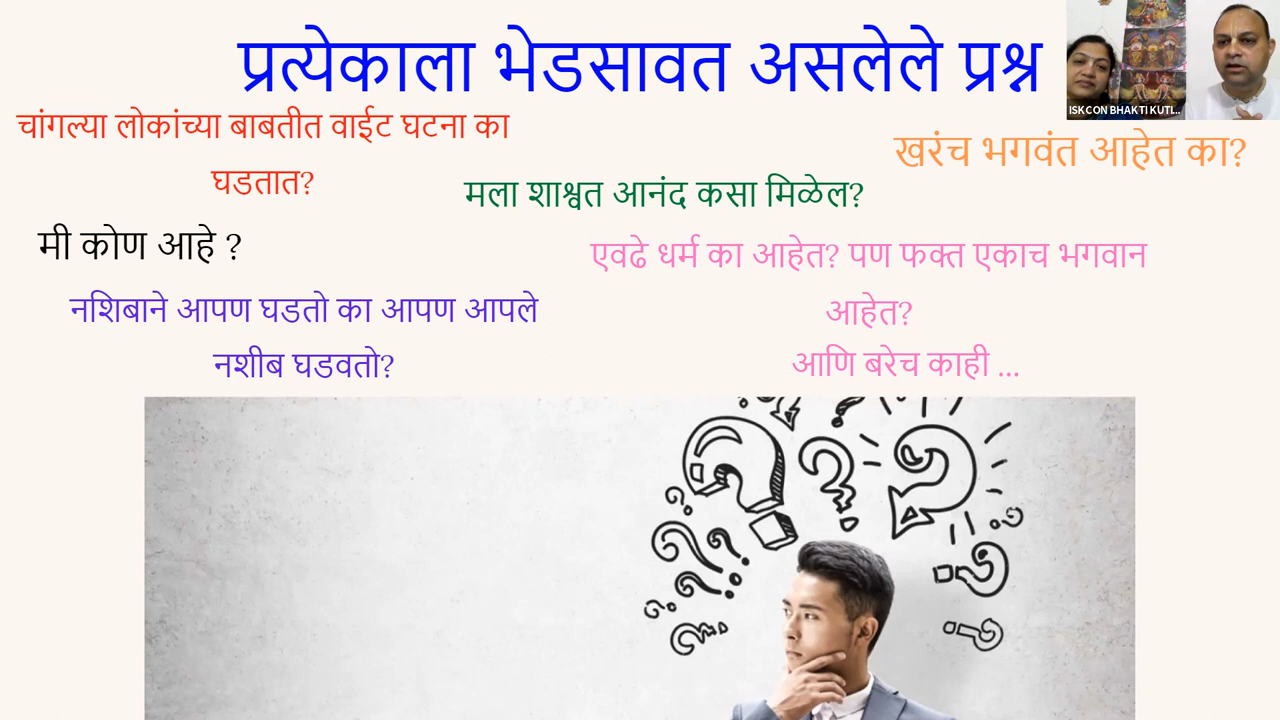 प्रत्येकाला भेडसावत असलेले प्रश्न
ISKCON BHAKTI KUTI...
चांगल्या लोकांच्या बाबतीत वाईट घटना का
घडतात?
खरंच भगवंत आहेत का?
मला शाश्वत आनंद कसा मिळेल?
मी कोण आहे ?
एवढे धर्म का आहेत? पण फक्त एकाच भगवान
आहेत?
नशिबाने आपण घडतो का आपण आपले
नशीब घडवतो?
आणि बरेच काही ...